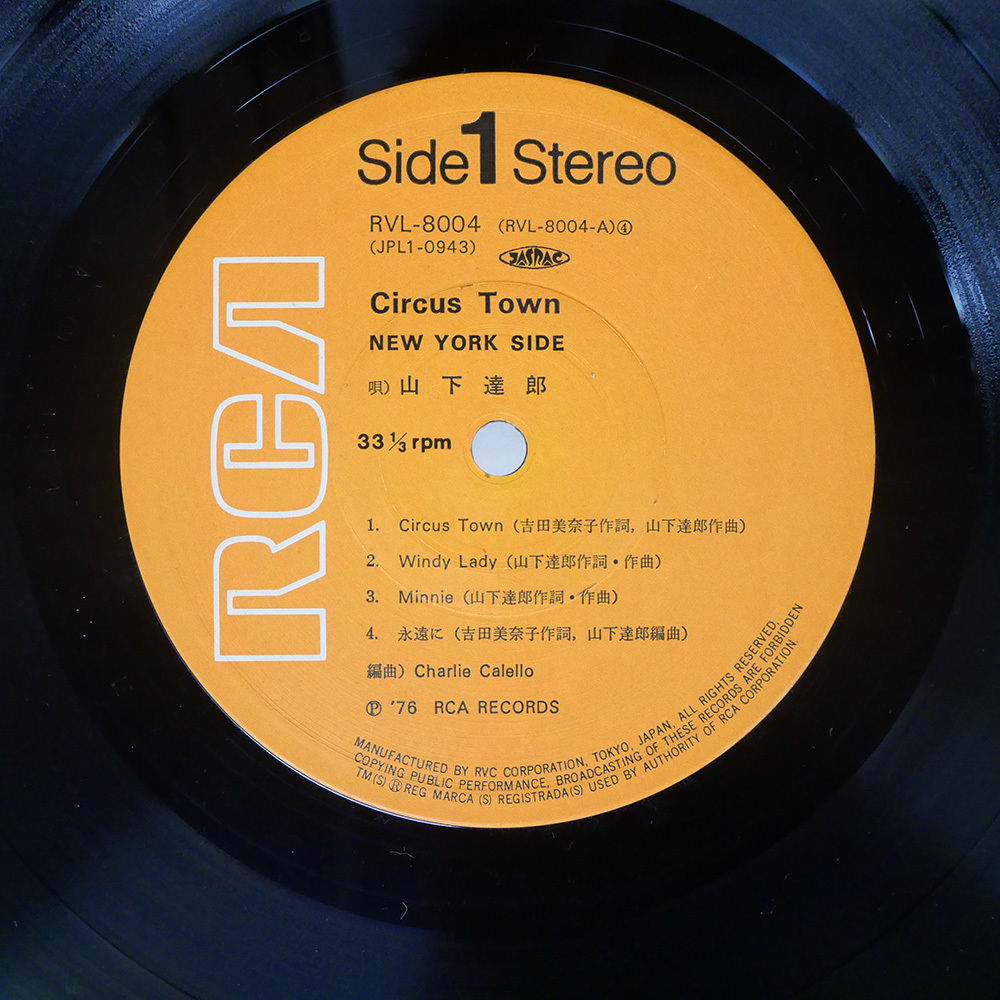 Side 1 Stereo
RVL-8004 (RVL-8004-A)④
(JPL1-0943) JASRAC
Circus Town
NEW YORK SIDE
唄) 山下達郎
33 1/3 rpm
1. Circus Town (吉田美奈子作詞, 山下達郎作曲)
2. Windy Lady (山下達郎作詞・作曲)
3. Minnie (山下達郎作詞・作曲)
4. 永遠に (吉田美奈子作詞, 山下達郎編曲)
編曲) Charlie Calello
Ⓟ '76 RCA RECORDS
MANUFACTURED BY RVC CORPORATION, TOKYO, JAPAN, ALL RIGHTS RESERVED,
COPYING PUBLIC PERFORMANCE, BROADCASTING OF THESE RECORDS ARE FORBIDDEN
TM(S) ® REG MARCA (S) REGISTRADA(S) USED BY AUTHORITY OF RCA CORPORATION.
RCA